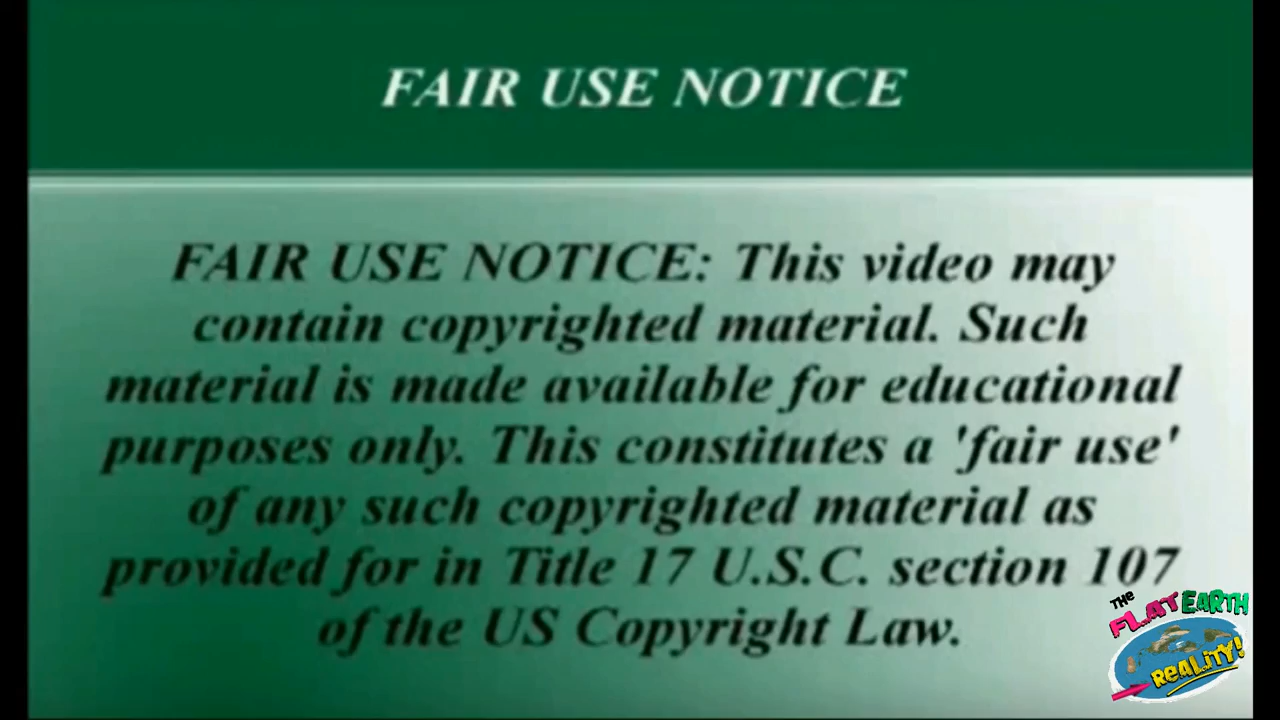 FAIR USE NOTICE
FAIR USE NOTICE: This video may
contain copyrighted material. Such
material is made available for educational
purposes only. This constitutes a 'fair use'
of any such copyrighted material as
provided for in Title 17 U.S.C. section 107
of the US Copyright Law.
THe
FLAT EARTH
ReALiTY!